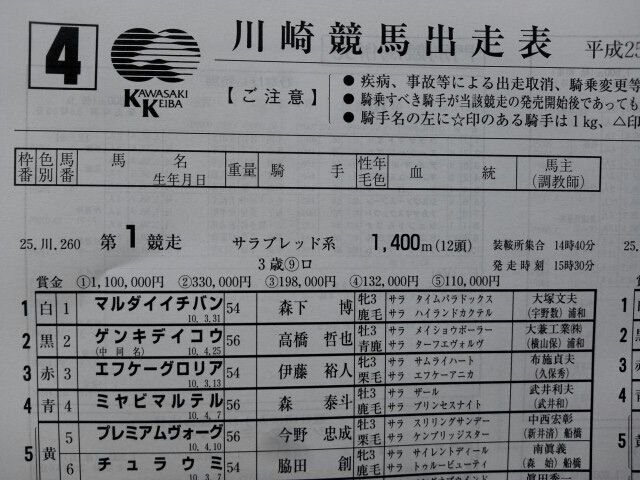 4
KAWASAKI
KEIBA
川崎競馬出走表
平成25
【ご注意】
●疾病、事故等による出走取消、騎乗変更等
●騎乗すべき騎手が当該競走の発売開始後であっても
●騎手名の左に☆印のある騎手は1kg、△印
枠番 色別 馬番 馬名 生年月日 重量 騎手 性年毛色 血統 馬主(調教師)
25. 川. 260 第1競走 サラブレッド系 1,400m(12頭) 装鞍所集合 14時40分
3歳⑨ロ 発走時刻 15時30分
賞金 ①1,100,000円 ②330,000円 ③198,000円 ④132,000円 ⑤110,000円
1 白 1 マルダイイチバン 10. 3.31 54 森下 博 牝3 鹿毛 サラ タイムパラドックス サラ ハイランドカクテル 大塚文夫 (宇野数)浦和
2 黒 2 ゲンキデイコウ (中同名) 10. 4.25 56 高橋哲也 牡3 青鹿 サラ メイショウボーラー サラ ターフエヴォルヴ 大兼工業㈱ (横山保)浦和
3 赤 3 エフケーグロリア 10. 3.13 54 伊藤裕人 牝3 栗毛 サラ サムライハート サラ エフケーアニカ 布施貞夫 (久保秀)
4 青 4 ミヤビマルテル 10. 4. 7 56 森 泰斗 牡3 鹿毛 サラ ザール サラ プリンセスナイト 武井利夫 (武井和)
5 黄 5 プレミアムヴォーグ 10. 4.10 56 今野忠成 牡3 栗毛 サラ スリリングサンデー サラ ケンブリッジスター 中西宏彰 (新井清)船橋
6 チュラウミ 10. 3. 7 54 脇田 創 牝3 鹿毛 サラ サイレントディール サラ トゥルービューティ 南眞義 (森 始)船橋